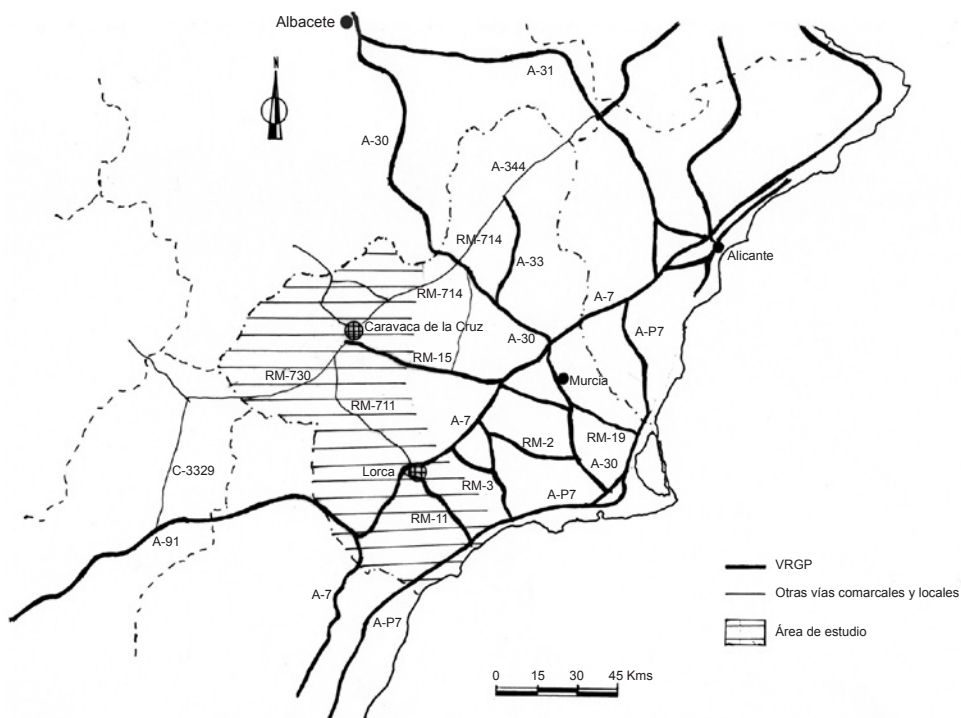 Albacete
N
A-31
A-30
A-344
RM-714
A-33
Alicante
RM-714
A-7
Caravaca de la Cruz
A-30
A-P7
RM-15
RM-730
Murcia
RM-711
A-7
RM-2
RM-19
C-3329
Lorca
RM-3
A-30
A-P7
RM-11
A-91
A-7
A-P7
VRGP
Otras vías comarcales y locales
Área de estudio
0 15 30 45 Kms